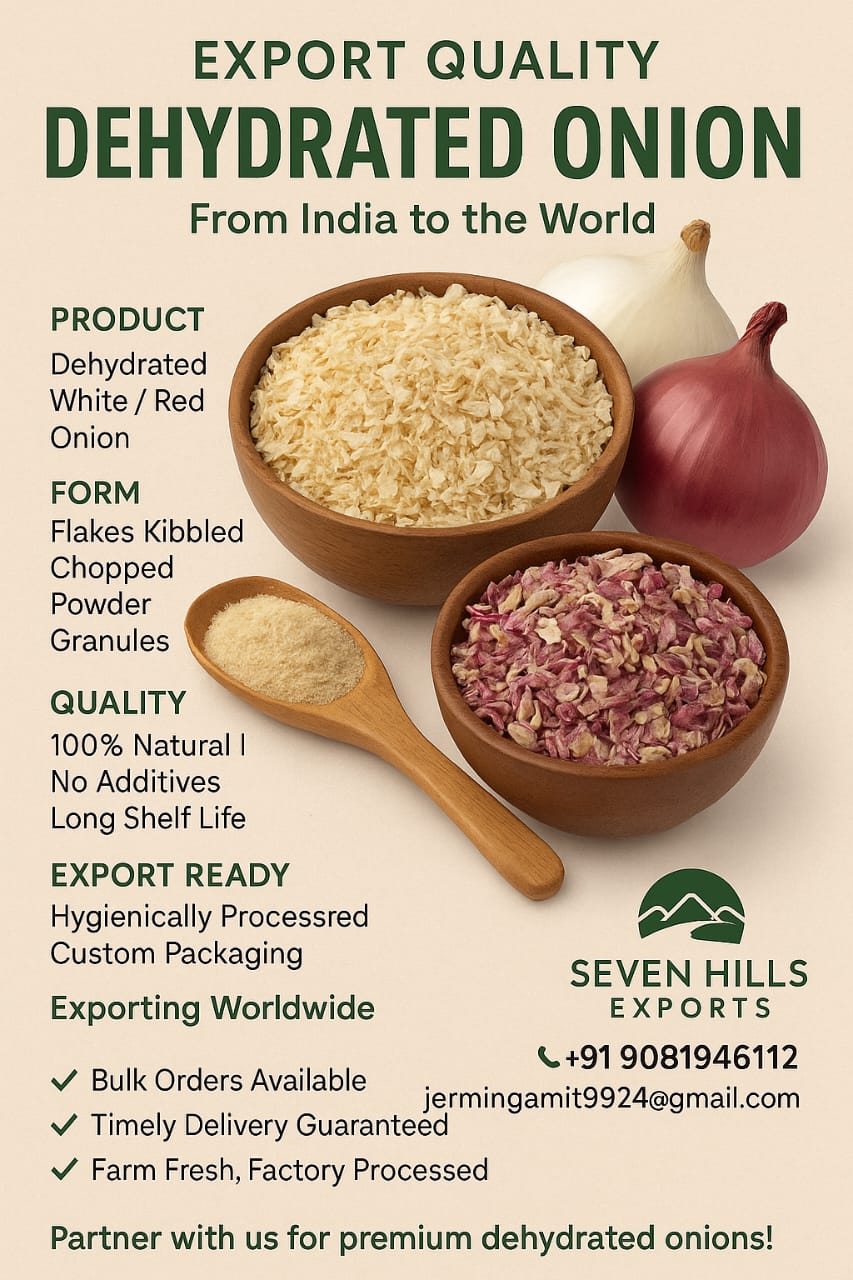 EXPORT QUALITY
DEHYDRATED ONION
From India to the World
PRODUCT
Dehydrated
White / Red
Onion
FORM
Flakes Kibbled
Chopped
Powder
Granules
QUALITY
100% Natural I
No Additives
Long Shelf Life
EXPORT READY
Hygienically Processred
Custom Packaging
Exporting Worldwide
✓ Bulk Orders Available
✓ Timely Delivery Guaranteed
✓ Farm Fresh, Factory Processed
SEVEN HILLS
EXPORTS
+91 9081946112
jermingamit9924@gmail.com
Partner with us for premium dehydrated onions!